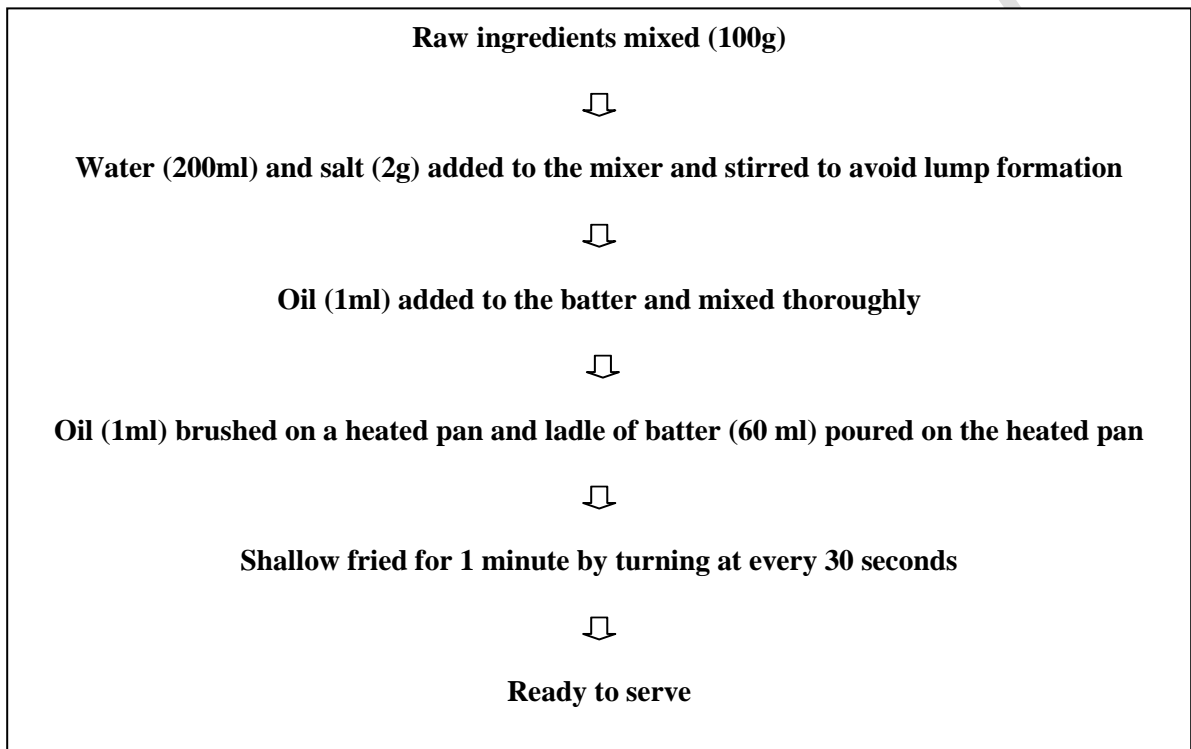 Raw ingredients mixed (100g)
Water (200ml) and salt (2g) added to the mixer and stirred to avoid lump formation
Oil (1ml) added to the batter and mixed thoroughly
Oil (1ml) brushed on a heated pan and ladle of batter (60 ml) poured on the heated pan
Shallow fried for 1 minute by turning at every 30 seconds
Ready to serve